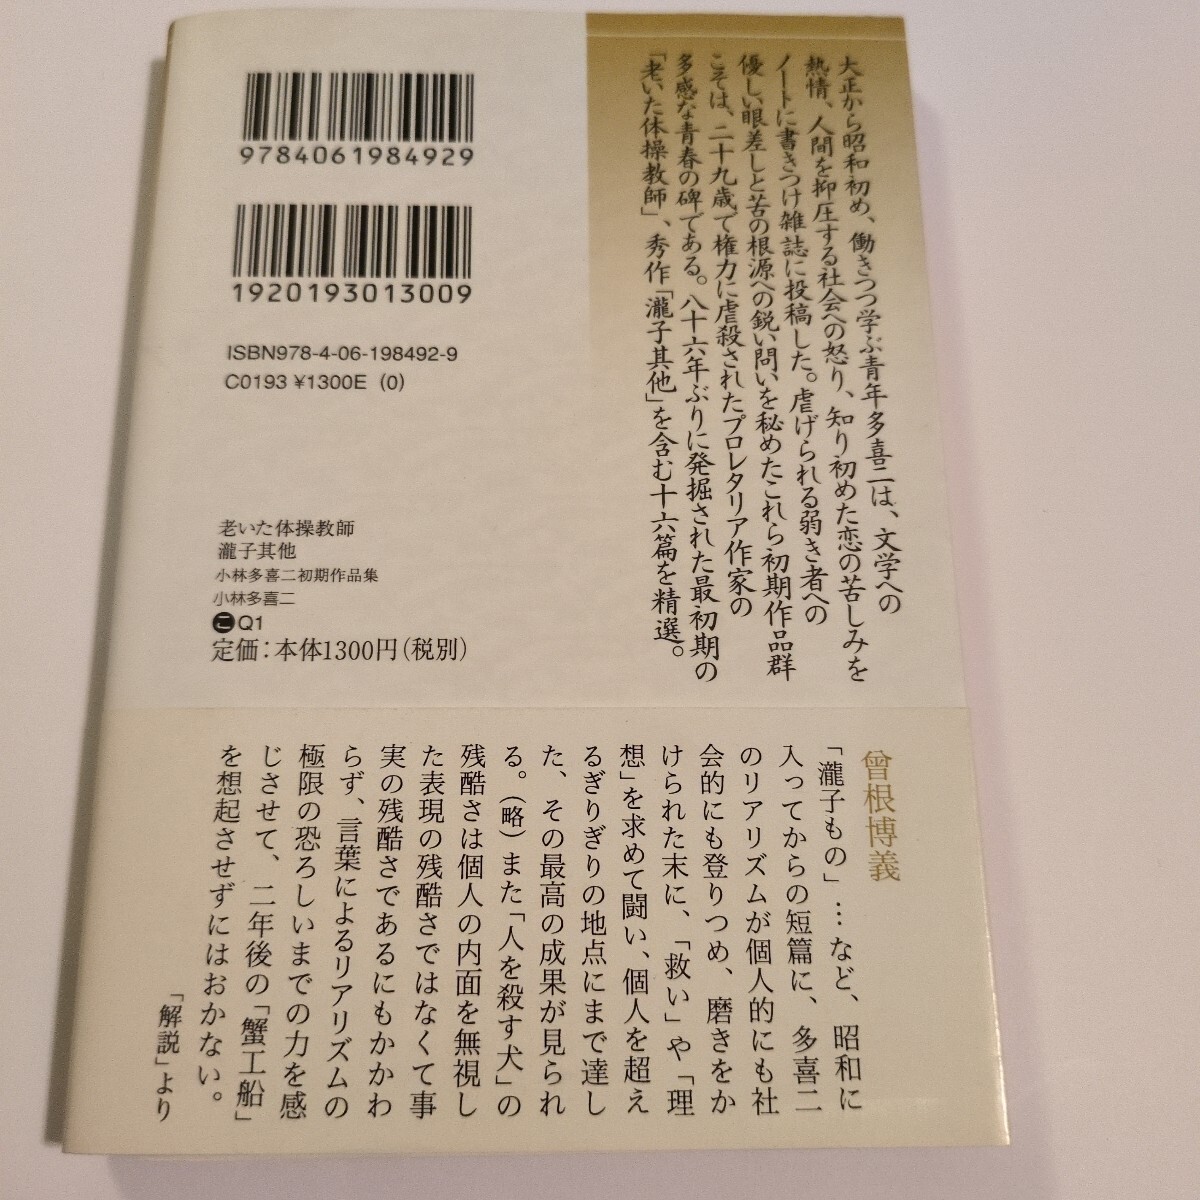 大正から昭和初め、働きつつ学ぶ青年多喜二は、文学への
熱情、人間を抑圧する社会への怒り、知り初めた恋の苦しみを
ノートに書きつけ雑誌に投稿した。虐げられる弱き者への
優しい眼差しと苦の根源への鋭い問いを秘めたこれら初期作品群
こそは、二十九歳で権力に虐殺されたプロレタリア作家の
多感な青春の碑である。八十六年ぶりに発掘された最初期の
「老いた体操教師」、秀作「瀧子其他」を含む十六篇を精選。
9784061984929
1920193013009
ISBN978-4-06-198492-9
C0193 ¥1300E (0)
老いた体操教師
瀧子其他
小林多喜二初期作品集
小林多喜二
こQ1
定価：本体1300円（税別）
曾根博義
「瀧子もの」…など、昭和に
入ってからの短篇に、多喜二
のリアリズムが個人的にも社
会的にも登りつめ、磨きをか
けられた末に、「救い」や「理
想」を求めて闘い、個人を超え
るぎりぎりの地点にまで達し
た、その最高の成果が見られ
る。（略）また「人を殺す犬」の
残酷さは個人の内面を無視し
た表現の残酷さではなくて事
実の残酷さであるにもかかわ
らず、言葉によるリアリズムの
極限の恐ろしいまでの力を感
じさせて、二年後の「蟹工船」
を想起させずにはおかない。
「解説」より